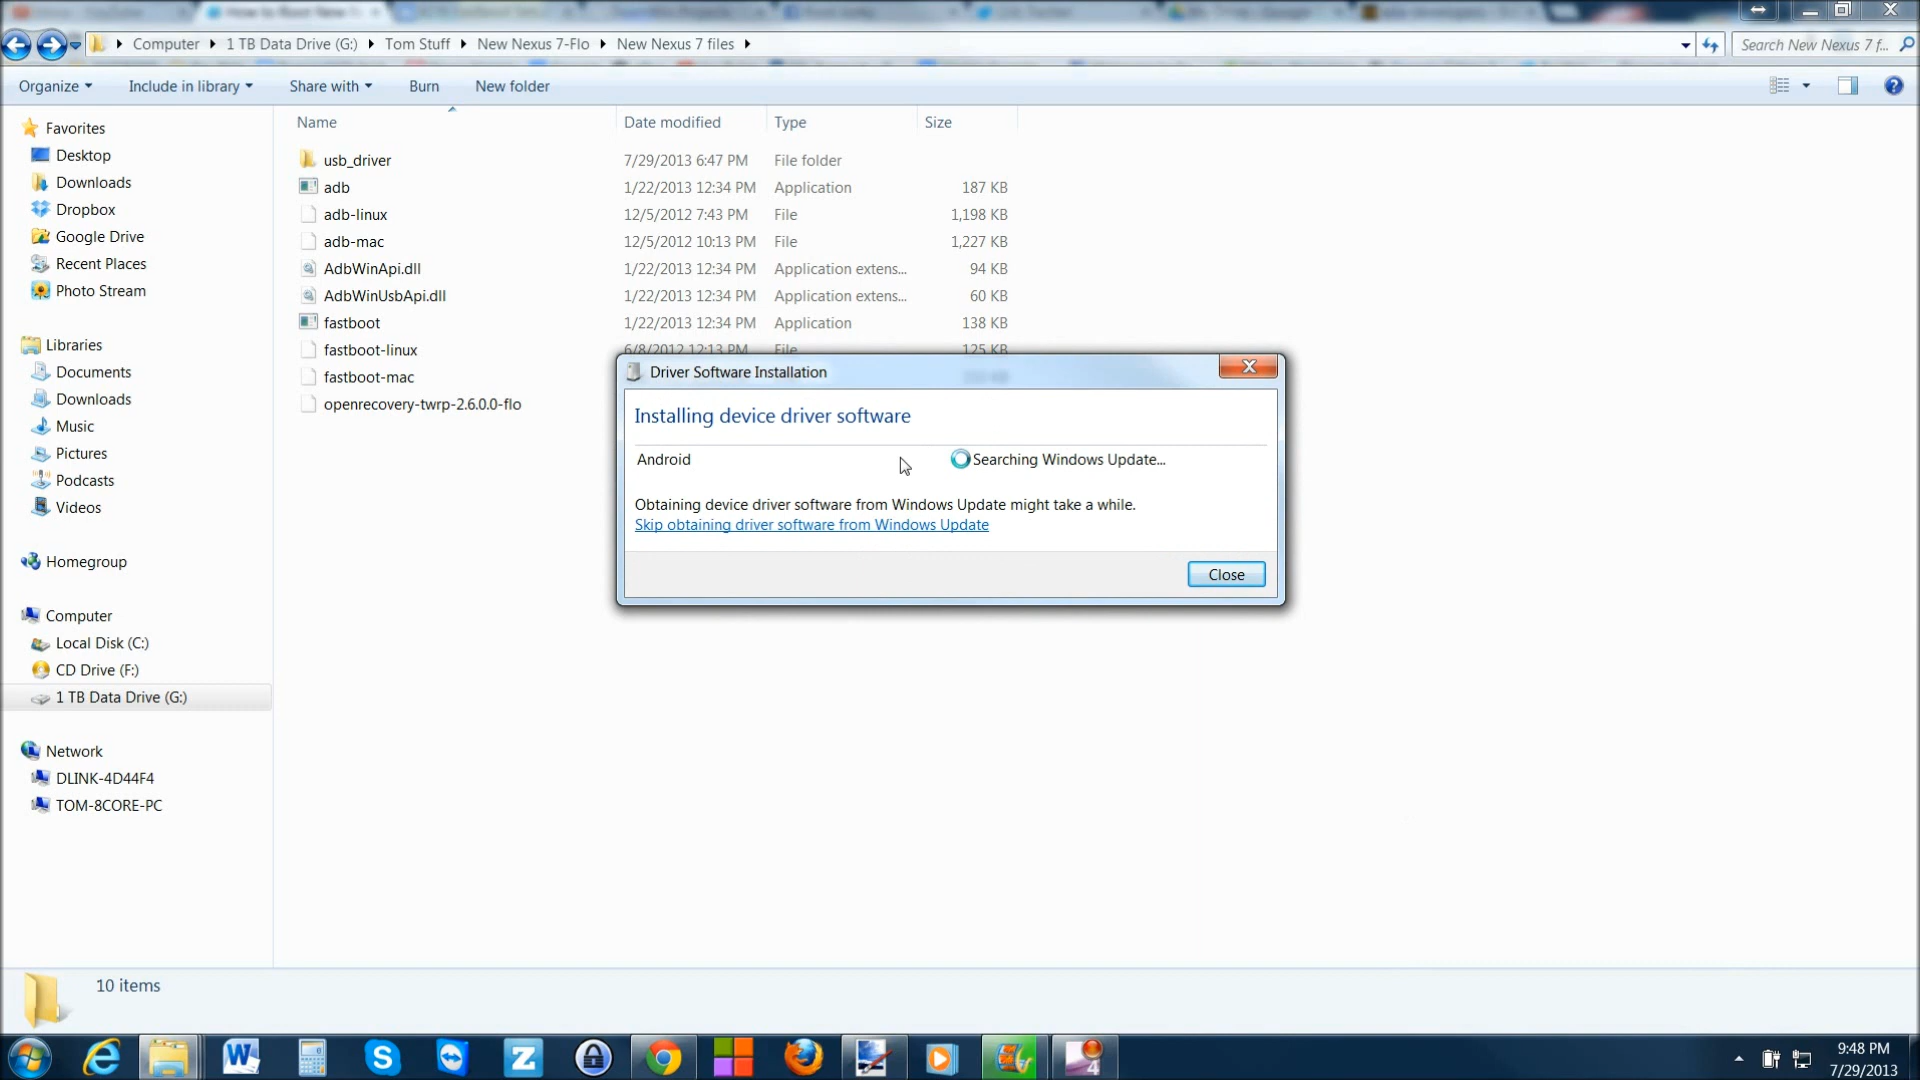 Computer ▸ 1 TB Data Drive (G:) ▸ Tom Stuff ▸ New Nexus 7-Flo ▸ New Nexus 7 files ▸
Search New Nexus 7 f...
Organize Include in library Share with Burn New folder
Name Date modified Type Size
Favorites
Desktop
Downloads
Dropbox
Google Drive
Recent Places
Photo Stream
Libraries
Documents
Downloads
Music
Pictures
Podcasts
Videos
Homegroup
Computer
Local Disk (C:)
CD Drive (F:)
1 TB Data Drive (G:)
Network
DLINK-4D44F4
TOM-8CORE-PC
usb_driver 7/29/2013 6:47 PM File folder
adb 1/22/2013 12:34 PM Application 187 KB
adb-linux 12/5/2012 7:43 PM File 1,198 KB
adb-mac 12/5/2012 10:13 PM File 1,227 KB
AdbWinApi.dll 1/22/2013 12:34 PM Application extens... 94 KB
AdbWinUsbApi.dll 1/22/2013 12:34 PM Application extens... 60 KB
fastboot 1/22/2013 12:34 PM Application 138 KB
fastboot-linux 6/8/2012 12:13 PM File 125 KB
fastboot-mac
openrecovery-twrp-2.6.0.0-flo
Driver Software Installation
Installing device driver software
Android Searching Windows Update...
Obtaining device driver software from Windows Update might take a while.
Skip obtaining driver software from Windows Update
Close
10 items
9:48 PM
7/29/2013